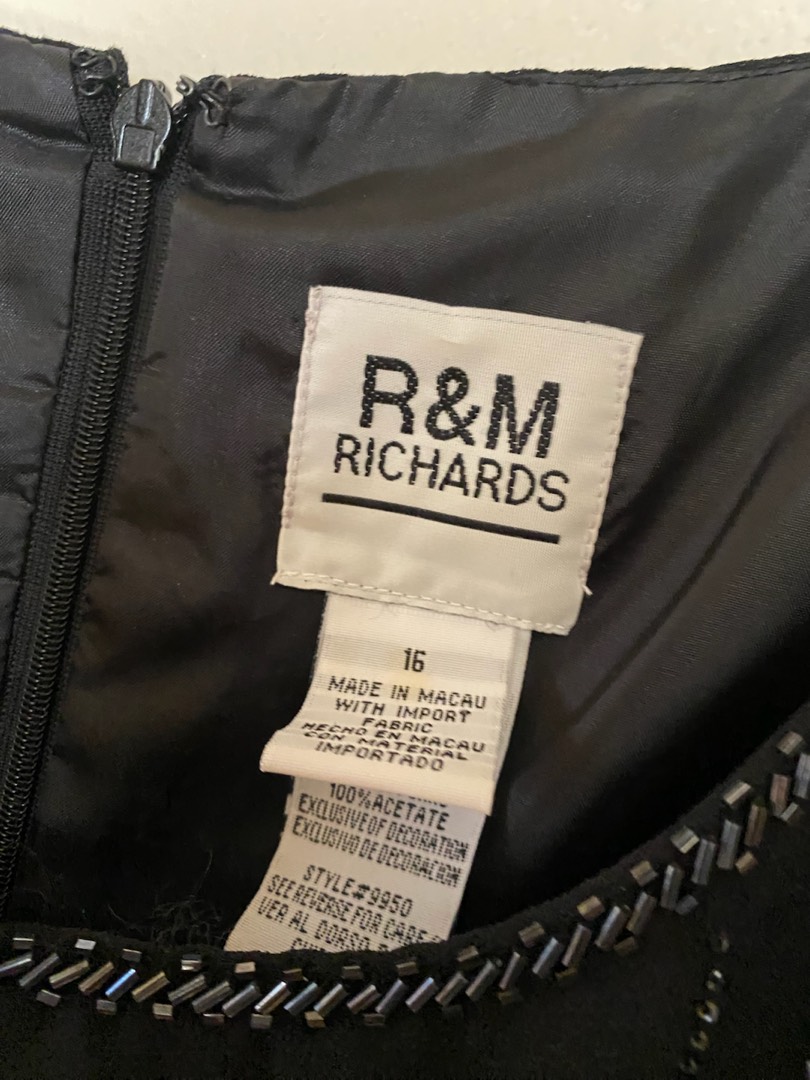 R&M
RICHARDS
16
MADE IN MACAU
WITH IMPORT
FABRIC
HECHO EN MACAU
CON MATERIAL
IMPORTADO
100% ACETATE
EXCLUSIVE OF DECORATION
EXCLUSIVO DE DECORACION
STYLE#9950
SEE REVERSE FOR CARE
VER AL DORSO